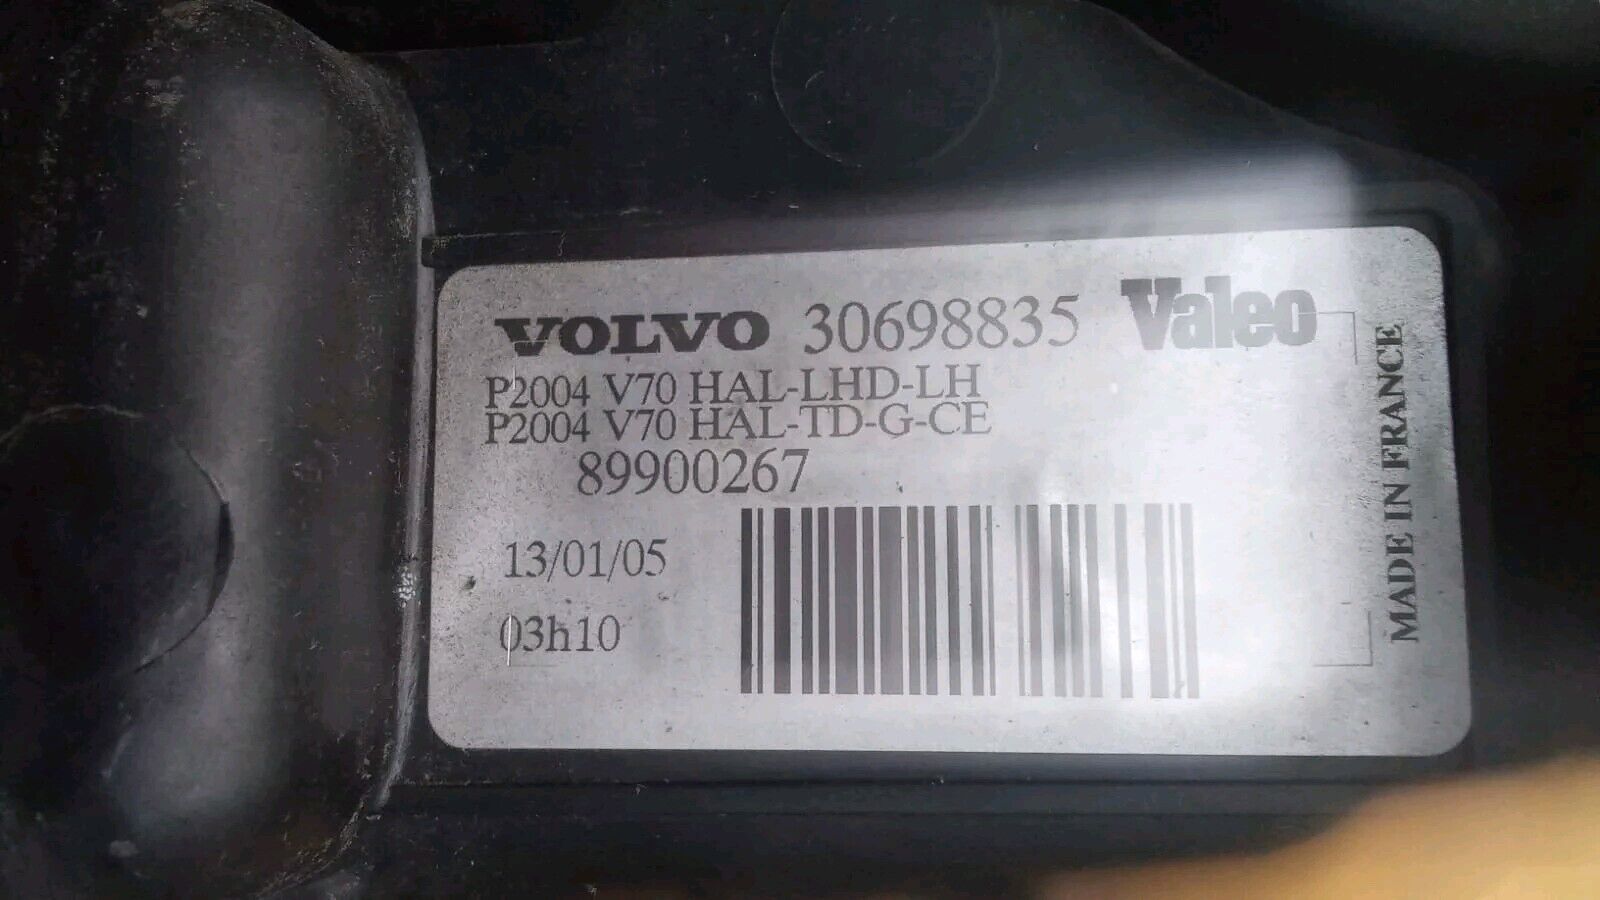 VOLVO 30698835 Valeo
P2004 V70 HAL-LHD-LH
P2004 V70 HAL-TD-G-CE
89900267
13/01/05
03h10
MADE IN FRANCE